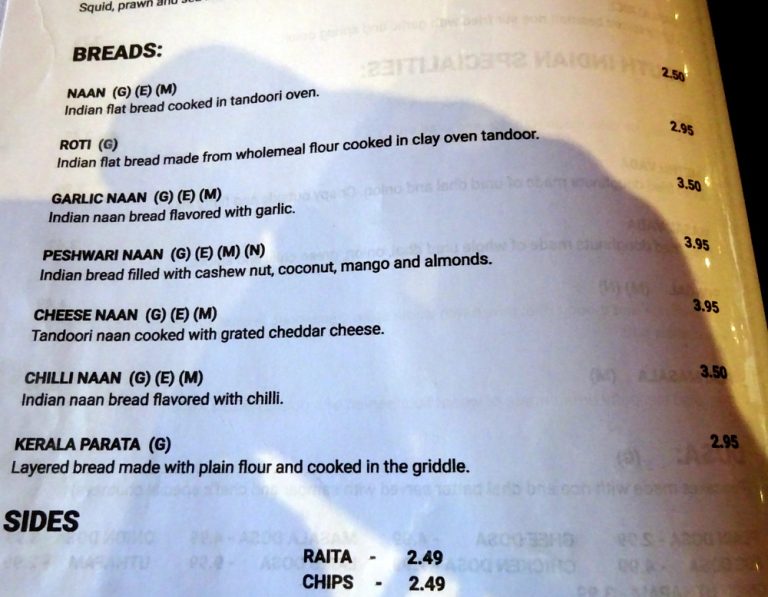 Squid, prawn and
BREADS:
NAAN (G) (E) (M) 2.50
Indian flat bread cooked in tandoori oven.
ROTI (G) 2.95
Indian flat bread made from wholemeal flour cooked in clay oven tandoor.
GARLIC NAAN (G) (E) (M) 3.50
Indian naan bread flavored with garlic.
PESHWARI NAAN (G) (E) (M) (N) 3.95
Indian bread filled with cashew nut, coconut, mango and almonds.
CHEESE NAAN (G) (E) (M) 3.95
Tandoori naan cooked with grated cheddar cheese.
CHILLI NAAN (G) (E) (M) 3.50
Indian naan bread flavored with chilli.
KERALA PARATA (G) 2.95
Layered bread made with plain flour and cooked in the griddle.
SIDES
RAITA - 2.49
CHIPS - 2.49